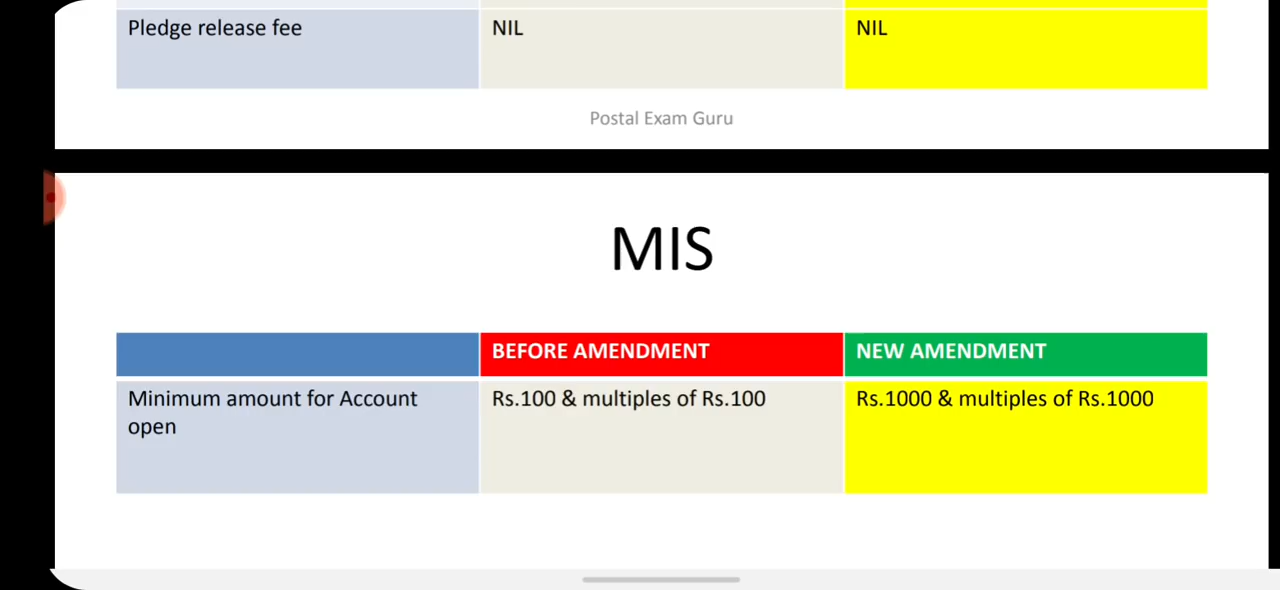 Pledge release fee NIL NIL
Postal Exam Guru
MIS
BEFORE AMENDMENT NEW AMENDMENT
Minimum amount for Account Rs.100 & multiples of Rs.100 Rs.1000 & multiples of Rs.1000
open